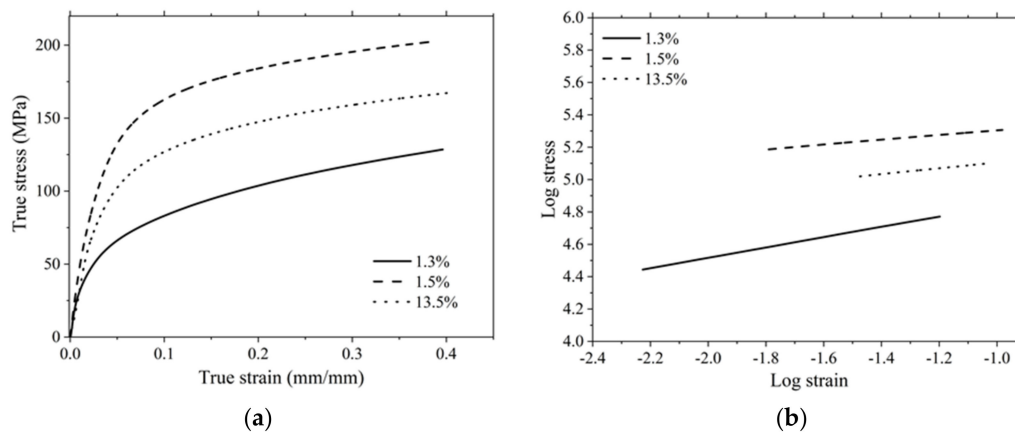 True stress (MPa)
200
150
100
50
0
0.0 0.1 0.2 0.3 0.4
True strain (mm/mm)
1.3%
1.5%
13.5%
(a)
Log stress
6.0
5.8
5.6
5.4
5.2
5.0
4.8
4.6
4.4
4.2
4.0
-2.4 -2.2 -2.0 -1.8 -1.6 -1.4 -1.2 -1.0
Log strain
1.3%
1.5%
13.5%
(b)